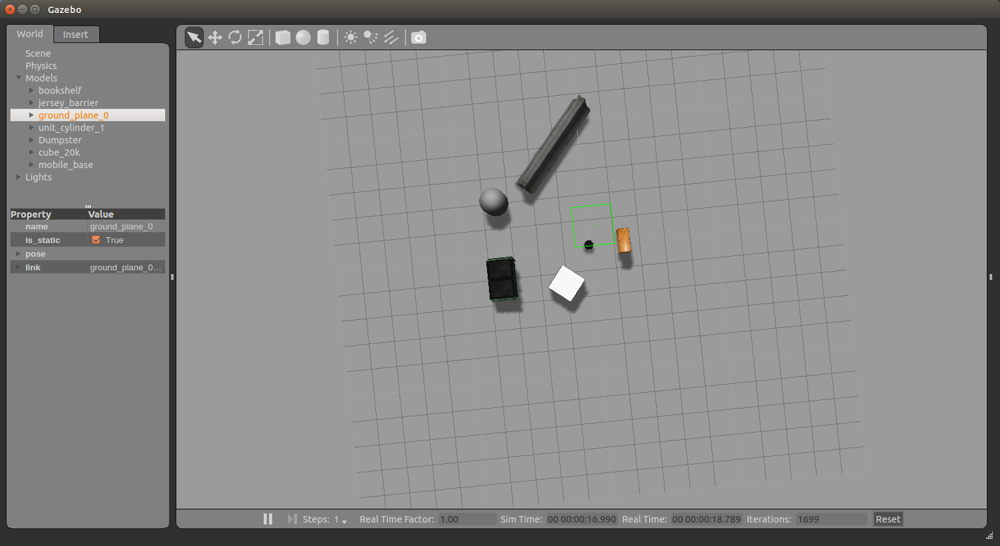 Gazebo
World Insert
Scene
Physics
Models
bookshelf
jersey_barrier
ground_plane_0
unit_cylinder_1
Dumpster
cube_20k
mobile_base
Lights
Property Value
name ground_plane_0
is_static True
pose
link ground_plane_0...
Steps: 1 Real Time Factor: 1.00 Sim Time: 00 00:00:16.990 Real Time: 00 00:00:18.789 Iterations: 1699 Reset